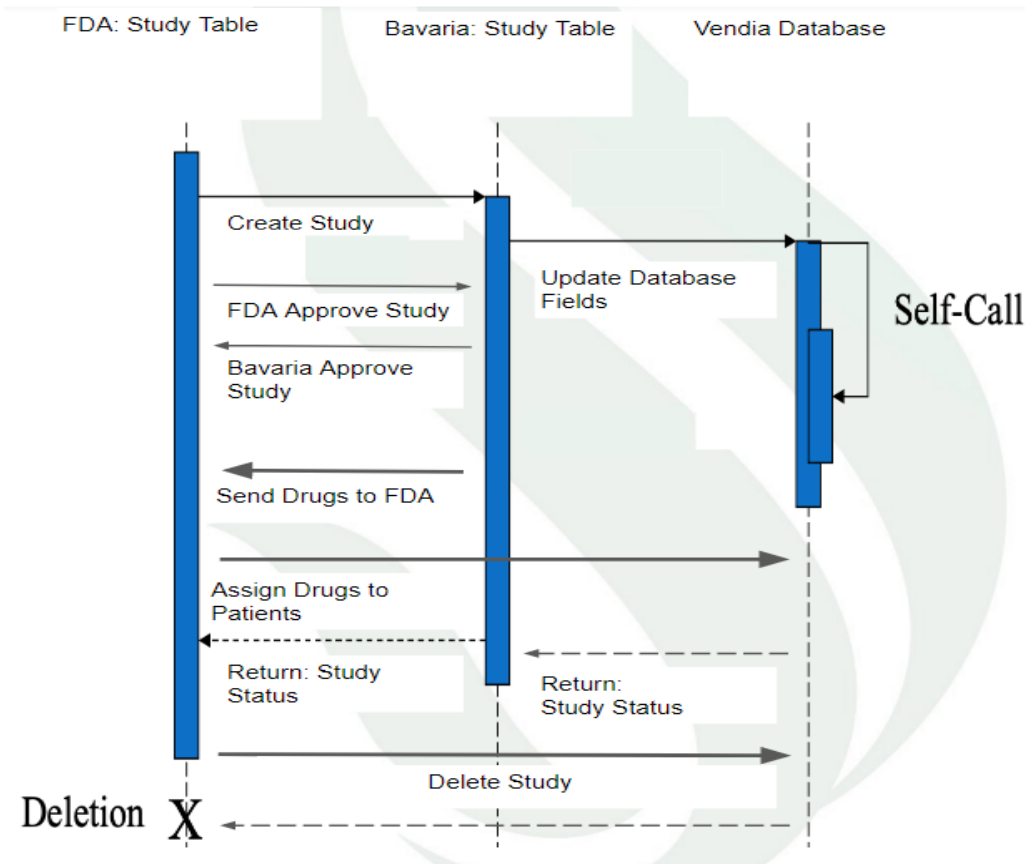 FDA: Study Table
Bavaria: Study Table
Vendia Database
Create Study
Update Database
Fields
Self-Call
FDA Approve Study
Bavaria Approve
Study
Send Drugs to FDA
Assign Drugs to
Patients
Return: Study
Status
Return:
Study Status
Delete Study
Deletion X